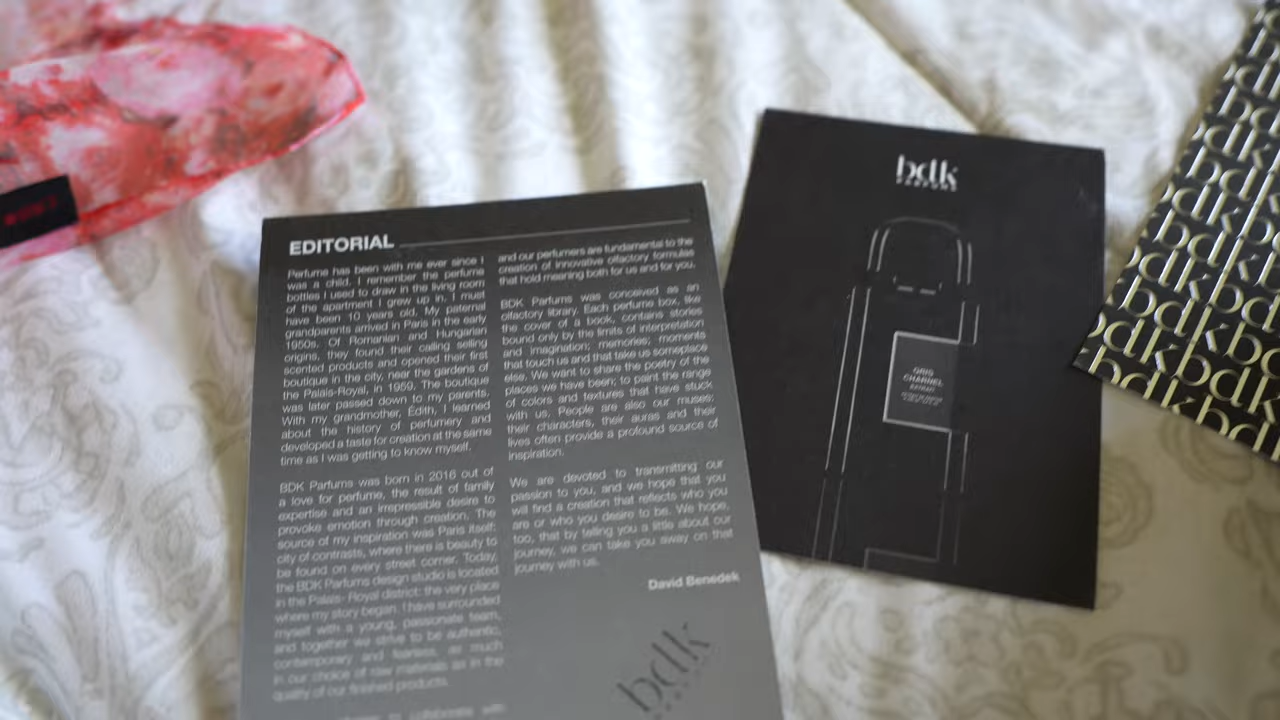 EDITORIAL
Perfume has been with me ever since I
was a child. I remember the perfume
bottles I used to draw in the living room
of the apartment I grew up in. I must
have been 10 years old. My paternal
grandparents arrived in Paris in the early
1950s. Of Romanian and Hungarian
origins, they found their calling selling
scented products and opened their first
boutique in the city, near the gardens of
the Palais-Royal, in 1959. The boutique
was later passed down to my parents.
With my grandmother, Édith, I learned
about the history of perfumery and
developed a taste for creation at the same
time as I was getting to know myself.
BDK Parfums was born in 2016 out of
a love for perfume, the result of family
expertise and an irrepressible desire to
provoke emotion through creation. The
source of my inspiration was Paris itself:
city of contrasts, where there is beauty to
be found on every street corner. Today,
the BDK Parfums design studio is located
in the Palais- Royal district: the very place
where my story began. I have surrounded
myself with a young, passionate team,
and together we strive to be authentic,
contemporary and fearless, as much
in our choice of raw materials as in the
quality of our finished products.
with
and our perfumers are fundamental to the
creation of innovative olfactory formulas
that hold meaning both for us and for you.
BDK Parfums was conceived as an
olfactory library. Each perfume box, like
the cover of a book, contains stories
bound only by the limits of interpretation
and imagination; memories; moments
that touch us and that take us someplace
else. We want to share the poetry of the
places we have been; to paint the range
of colors and textures that have stuck
with us. People are also our muses:
their characters, their auras and their
lives often provide a profound source of
inspiration.
We are devoted to transmitting our
passion to you, and we hope that you
will find a creation that reflects who you
are or who you desire to be. We hope,
too, that by telling you a little about our
journey, we can take you away on that
journey with us.
David Benedek
bdk
bdk
PARFUMS
GRIS
CHARNEL
EXTRAIT
bdk
bdk
bdk
bdkb
bdkbdk
bdkbdk
bdkbdk